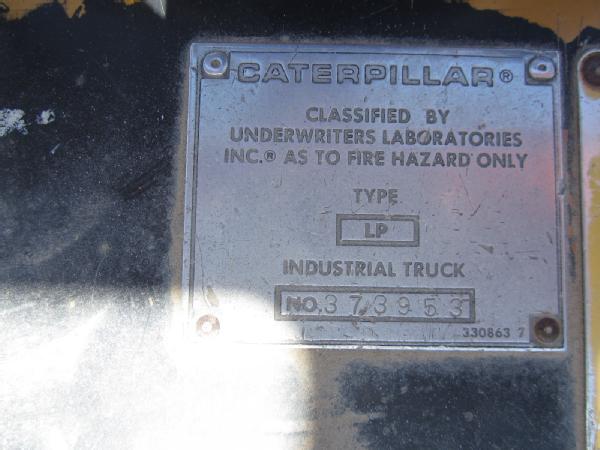 CATERPILLAR®
CLASSIFIED BY
UNDERWRITERS LABORATORIES
INC.® AS TO FIRE HAZARD ONLY
TYPE
LP
INDUSTRIAL TRUCK
NO. 373953
330863 7